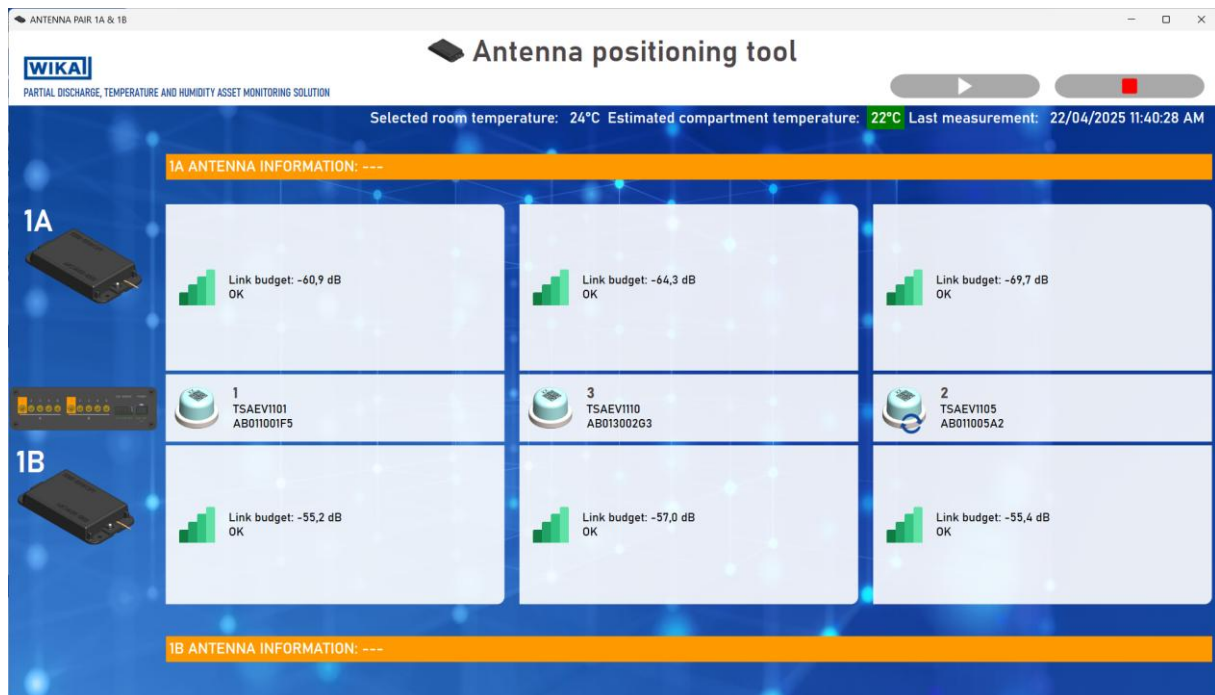 ANTENNA PAIR 1A & 1B
Antenna positioning tool
WIKA
PARTIAL DISCHARGE, TEMPERATURE AND HUMIDITY ASSET MONITORING SOLUTION
Selected room temperature: 24°C Estimated compartment temperature: 22°C Last measurement: 22/04/2025 11:40:28 AM
1A ANTENNA INFORMATION: ---
1A
Link budget: -60,9 dB
OK
Link budget: -64,3 dB
OK
Link budget: -69,7 dB
OK
1
TSAEV1101
AB011001F5
3
TSAEV1110
AB013002G3
2
TSAEV1105
AB011005A2
1B
Link budget: -55,2 dB
OK
Link budget: -57,0 dB
OK
Link budget: -55,4 dB
OK
1B ANTENNA INFORMATION: ---